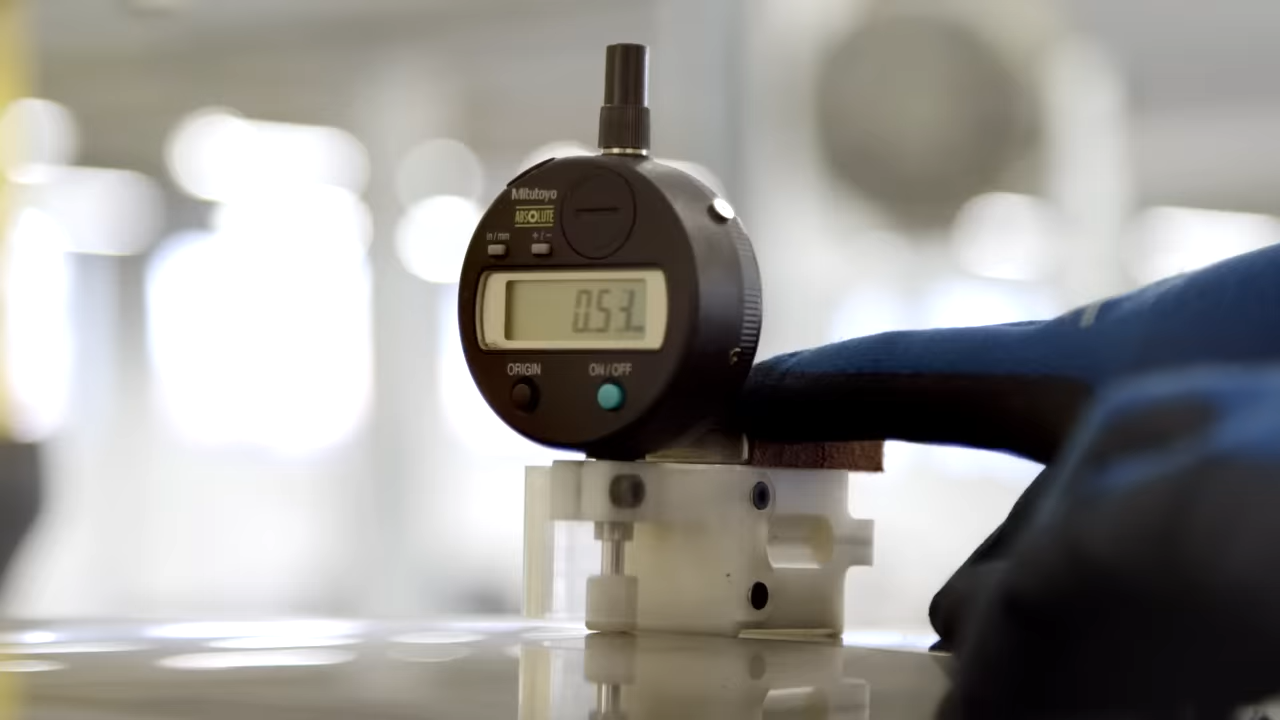 Mitutoyo
ABSOLUTE
in/mm +/−
0.53
ORIGIN ON/OFF